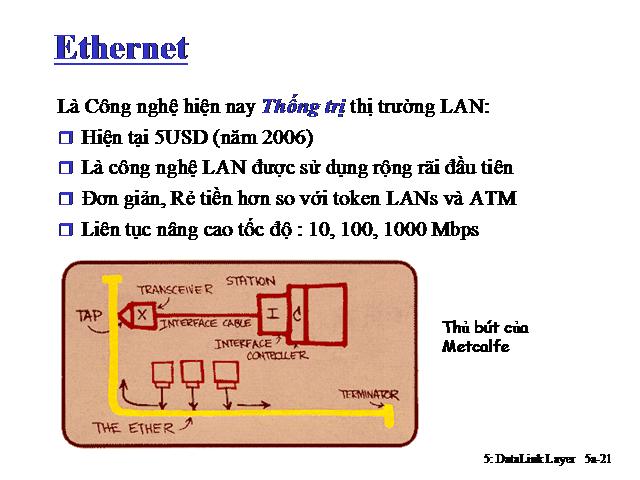 Ethernet
Là Công nghệ hiện nay Thống trị thị trường LAN:
Hiện tại 5USD (năm 2006)
Là công nghệ LAN được sử dụng rộng rãi đầu tiên
Đơn giản, Rẻ tiền hơn so với token LANs và ATM
Liên tục nâng cao tốc độ : 10, 100, 1000 Mbps
STATION
TRANSCEIVER
TAP
X
I
C
INTERFACE CABLE
INTERFACE
CONTROLLER
TERMINATOR
THE ETHER
Thủ bút của
Metcalfe
5: DataLink Layer 5a-21